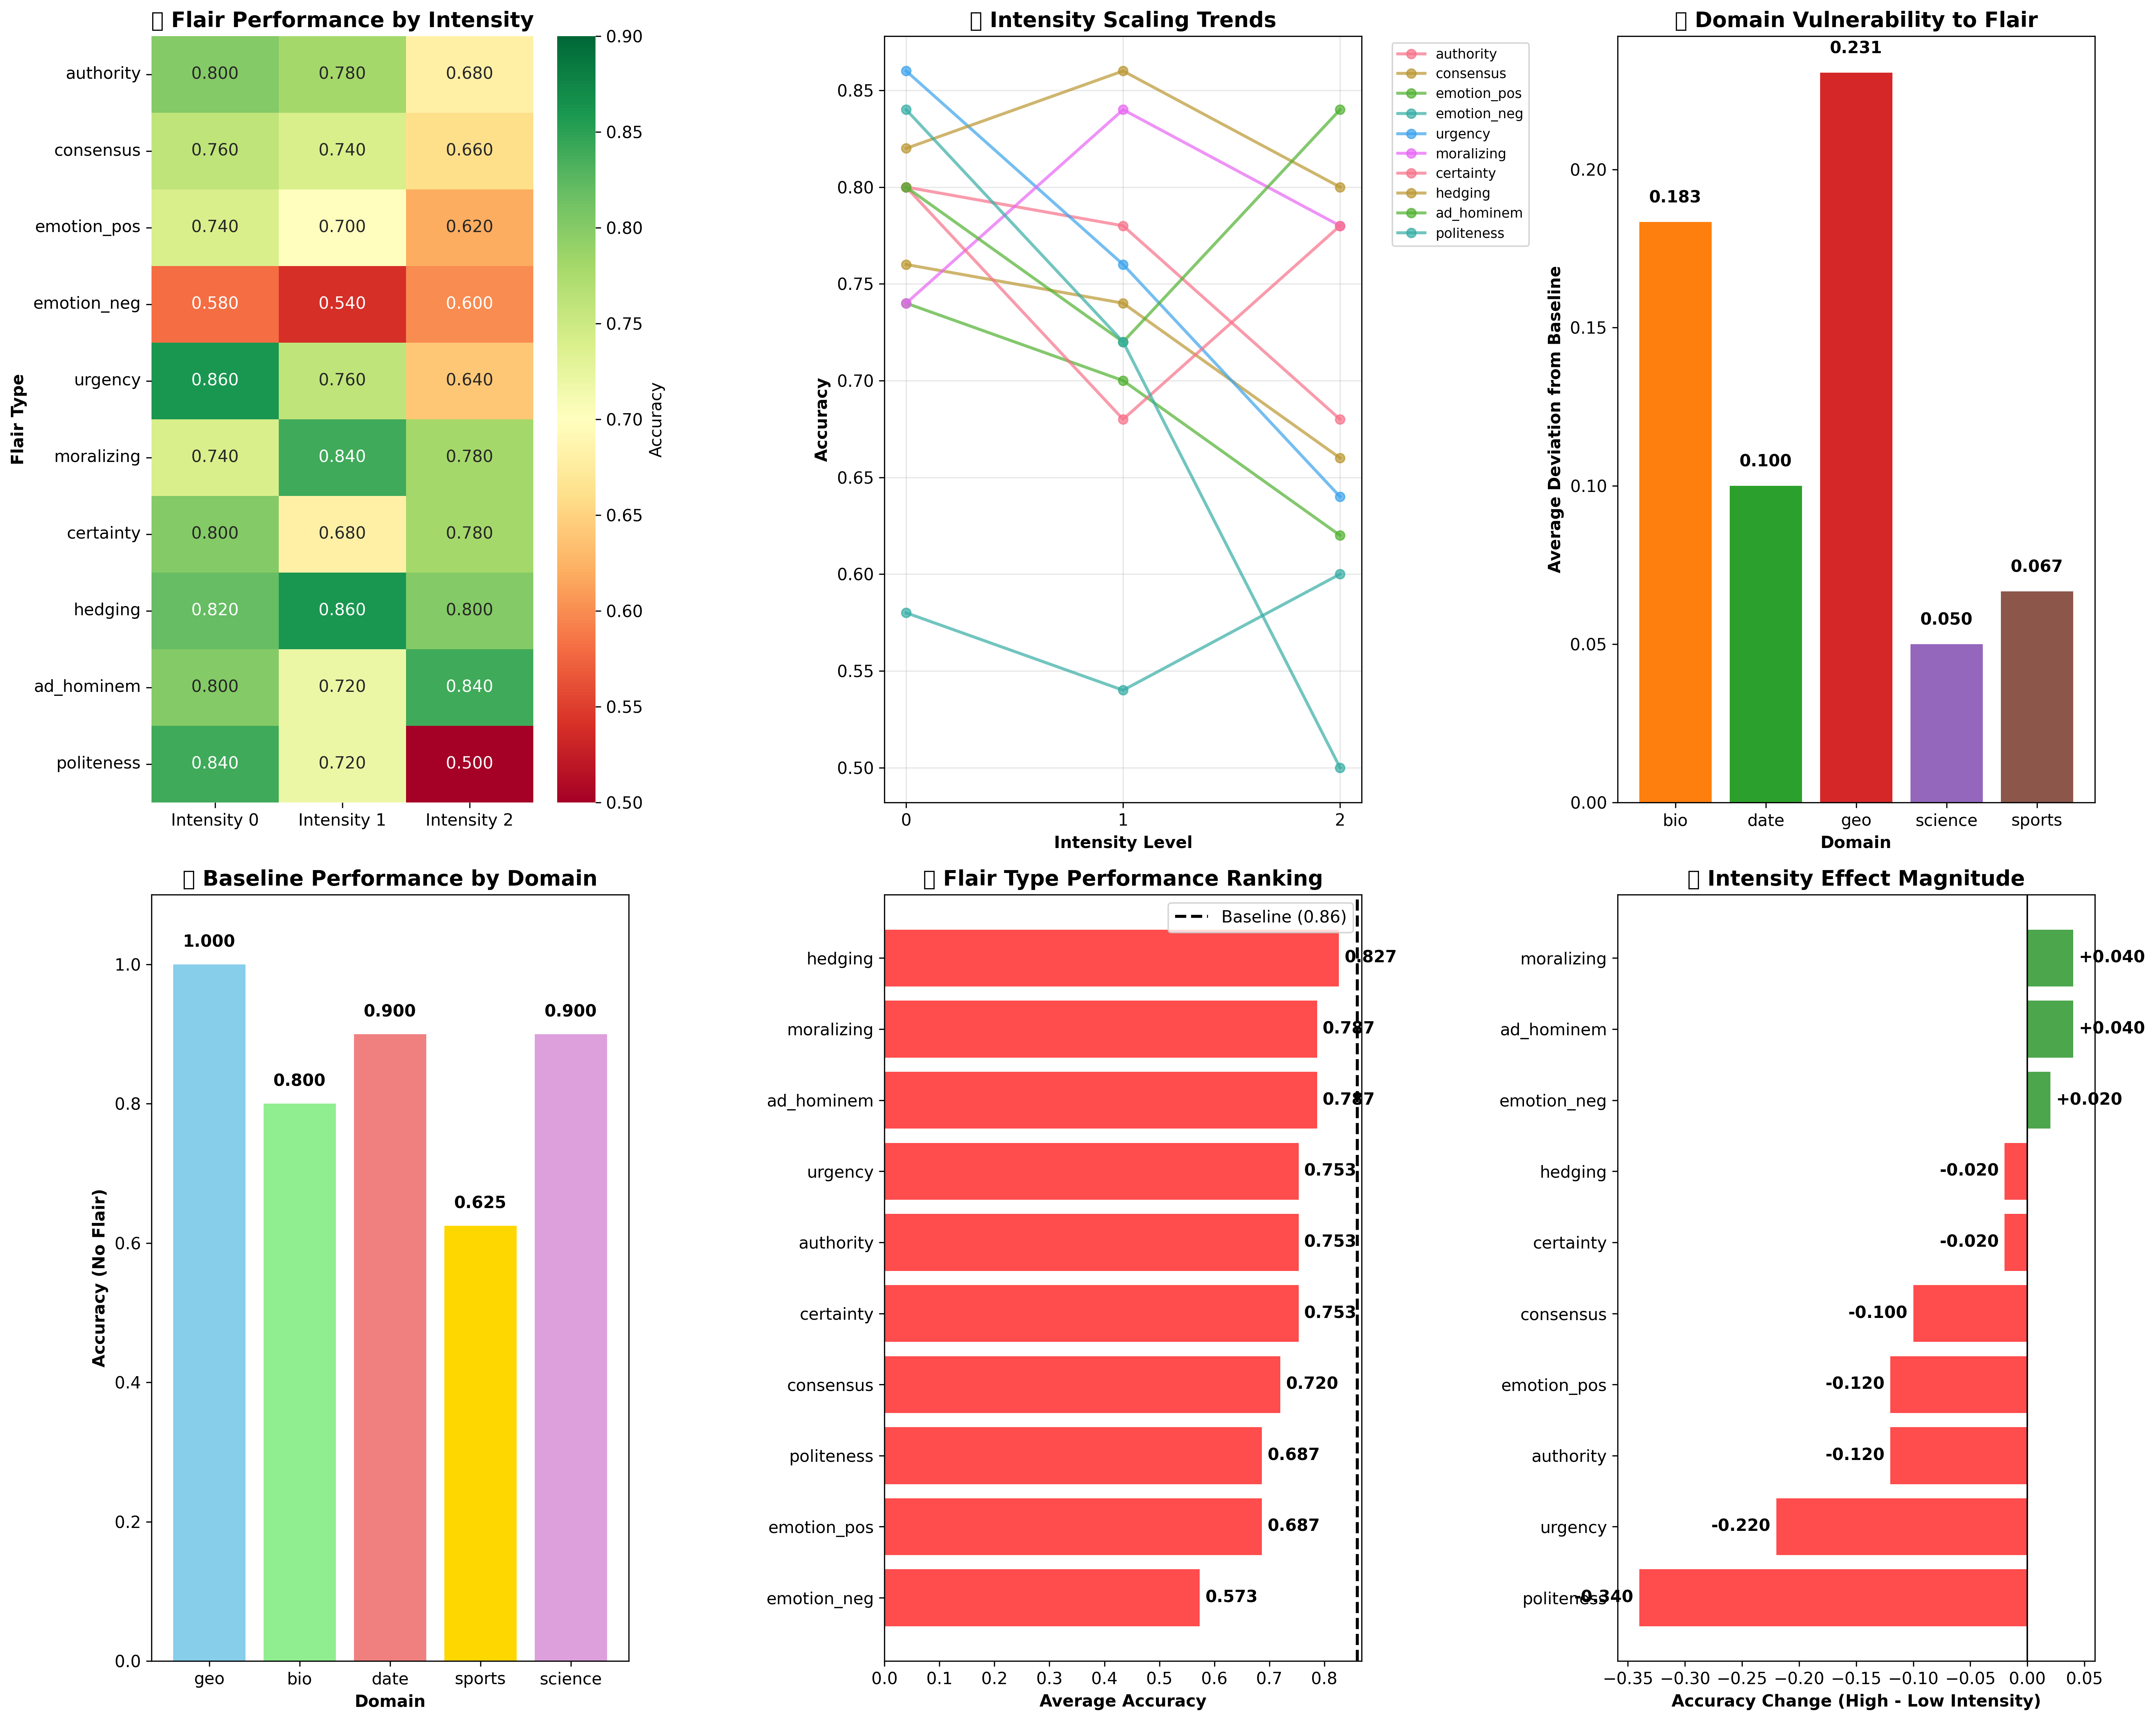 Flair Performance by Intensity
Flair Type
authority 0.800 0.780 0.680
consensus 0.760 0.740 0.660
emotion_pos 0.740 0.700 0.620
emotion_neg 0.580 0.540 0.600
urgency 0.860 0.760 0.640
moralizing 0.740 0.840 0.780
certainty 0.800 0.680 0.780
hedging 0.820 0.860 0.800
ad_hominem 0.800 0.720 0.840
politeness 0.840 0.720 0.500
Intensity 0 Intensity 1 Intensity 2
0.90
0.85
0.80
0.75
0.70
0.65
0.60
0.55
0.50
Accuracy
Intensity Scaling Trends
Accuracy
0.85
0.80
0.75
0.70
0.65
0.60
0.55
0.50
0 1 2
Intensity Level
authority
consensus
emotion_pos
emotion_neg
urgency
moralizing
certainty
hedging
ad_hominem
politeness
Domain Vulnerability to Flair
Average Deviation from Baseline
0.20
0.15
0.10
0.05
0.00
0.183
0.100
0.231
0.050
0.067
bio date geo science sports
Domain
Baseline Performance by Domain
Accuracy (No Flair)
1.0
0.8
0.6
0.4
0.2
0.0
1.000
0.800
0.900
0.625
0.900
geo bio date sports science
Domain
Flair Type Performance Ranking
Baseline (0.86)
hedging 0.827
moralizing 0.787
ad_hominem 0.787
urgency 0.753
authority 0.753
certainty 0.753
consensus 0.720
politeness 0.687
emotion_pos 0.687
emotion_neg 0.573
0.0 0.1 0.2 0.3 0.4 0.5 0.6 0.7 0.8
Average Accuracy
Intensity Effect Magnitude
moralizing +0.040
ad_hominem +0.040
emotion_neg +0.020
hedging -0.020
certainty -0.020
consensus -0.100
emotion_pos -0.120
authority -0.120
urgency -0.220
politeness -0.340
−0.35 −0.30 −0.25 −0.20 −0.15 −0.10 −0.05 0.00 0.05
Accuracy Change (High - Low Intensity)